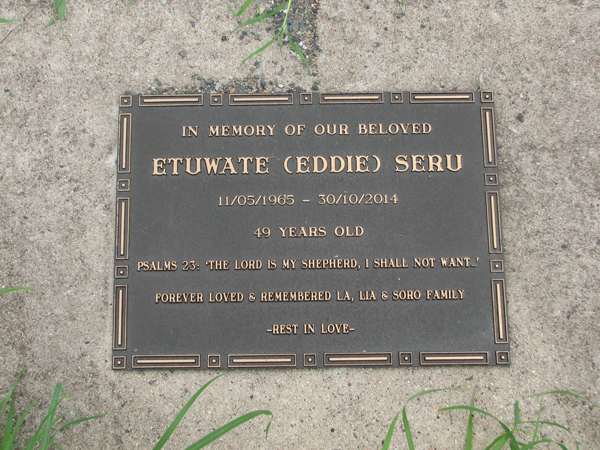 IN MEMORY OF OUR BELOVED
ETUWATE (EDDIE) SERU
11/05/1965 – 30/10/2014
49 YEARS OLD
PSALMS 23: 'THE LORD IS MY SHEPHERD, I SHALL NOT WANT..'
FOREVER LOVED & REMEMBERED LA, LIA & SORO FAMILY
–REST IN LOVE–